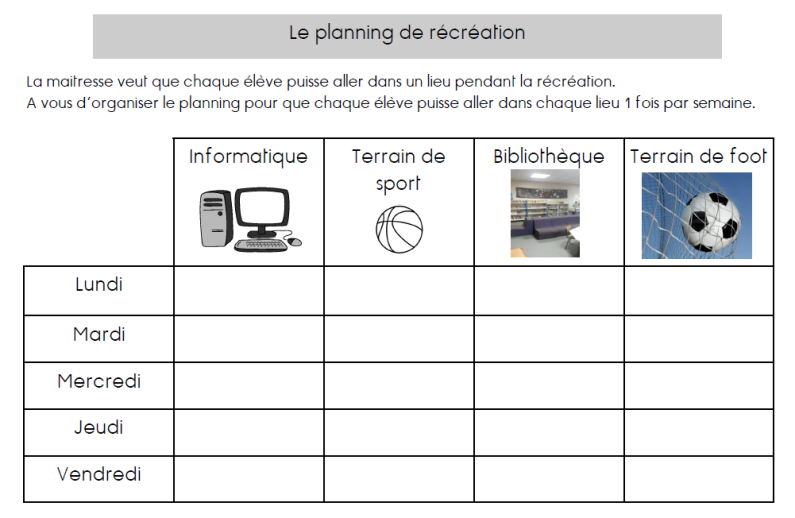 Le planning de récréation
La maitresse veut que chaque élève puisse aller dans un lieu pendant la récréation.
A vous d'organiser le planning pour que chaque élève puisse aller dans chaque lieu 1 fois par semaine.
Informatique
Terrain de
sport
Bibliothèque
Terrain de foot
Lundi
Mardi
Mercredi
Jeudi
Vendredi